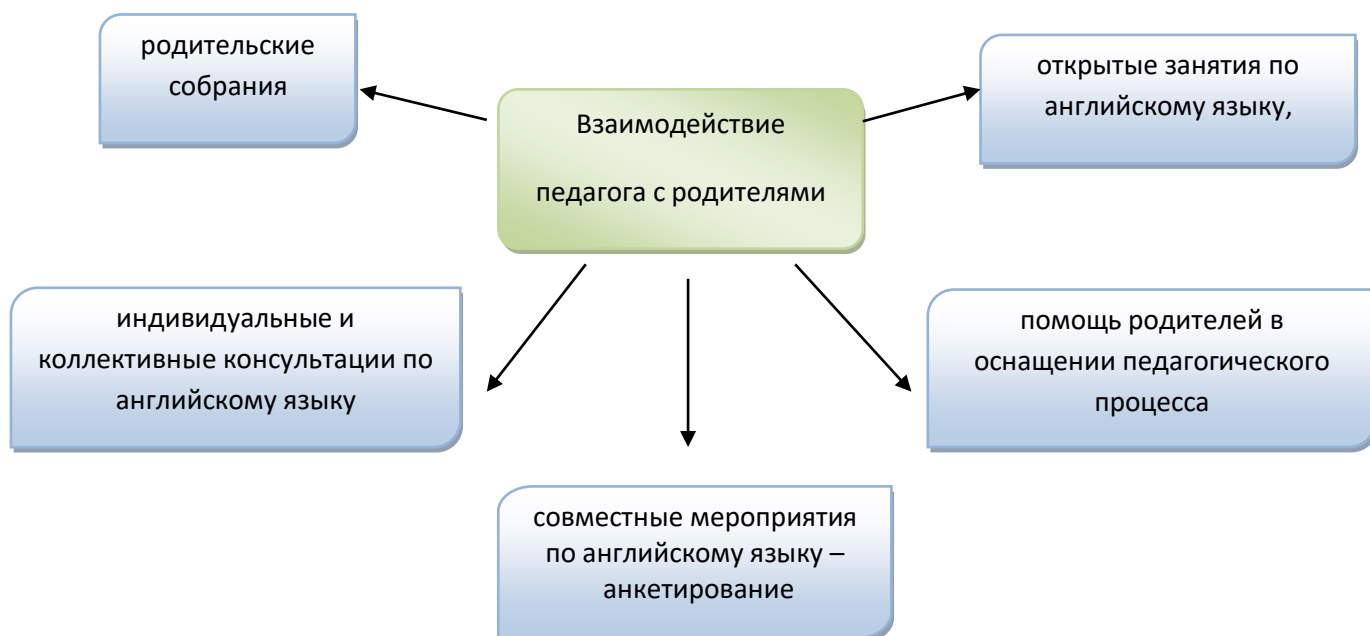 родительские
собрания
Взаимодействие
педагога с родителями
открытые занятия по
английскому языку,
индивидуальные и
коллективные консультации по
английскому языку
помощь родителей в
оснащении педагогического
процесса
совместные мероприятия
по английскому языку –
анкетирование